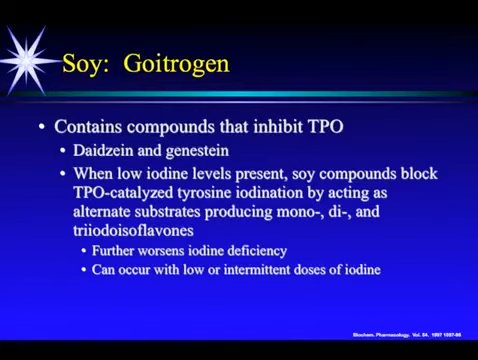 Soy: Goitrogen
• Contains compounds that inhibit TPO
• Daidzein and genestein
• When low iodine levels present, soy compounds block
TPO-catalyzed tyrosine iodination by acting as
alternate substrates producing mono-, di-, and
triiodoisoflavones
• Further worsens iodine deficiency
• Can occur with low or intermittent doses of iodine
Biochem. Pharmacology. Vol. 54. 1997 1087-96